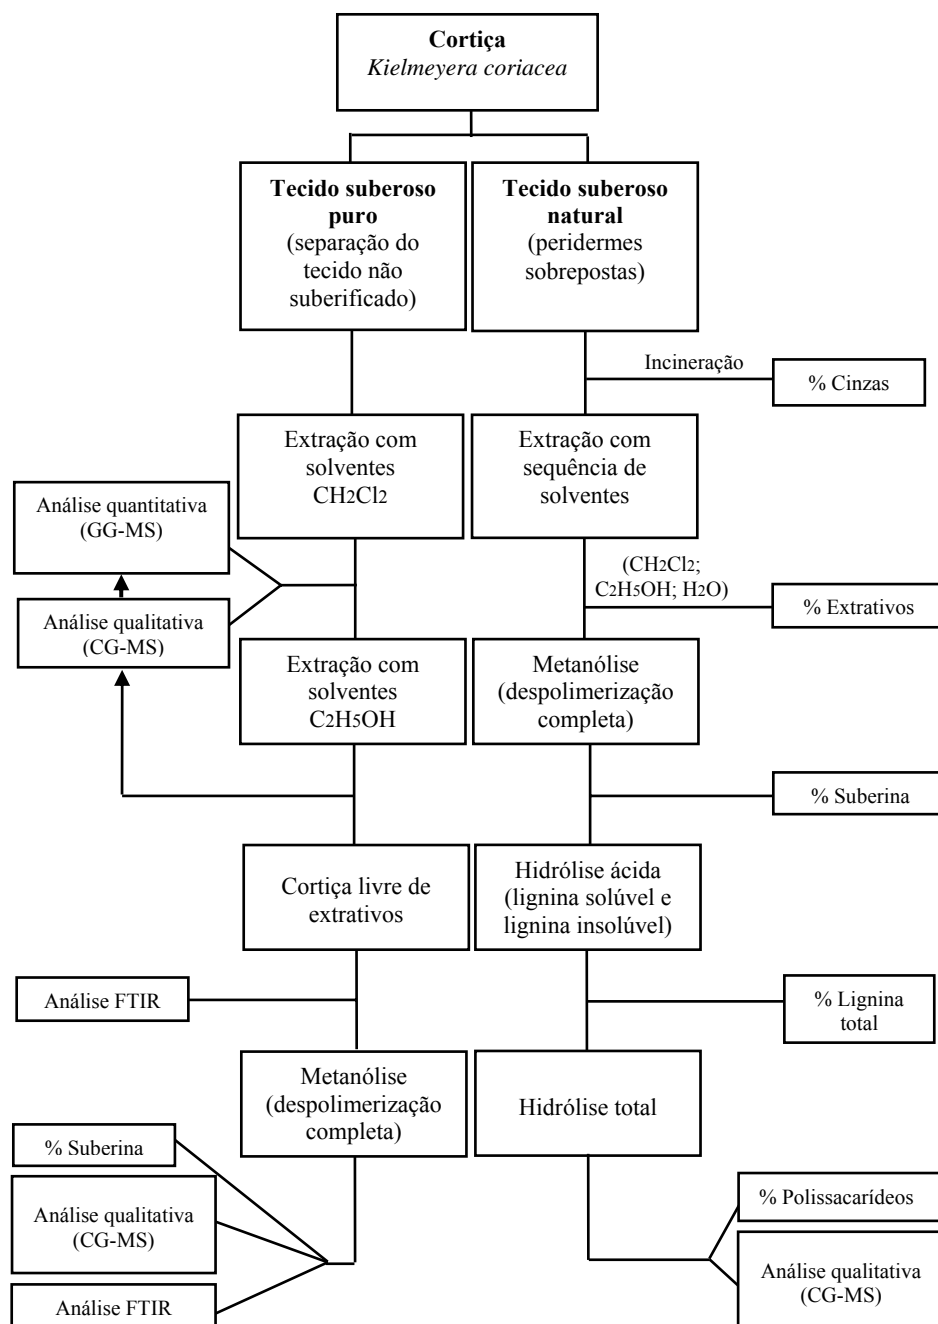 Cortiça
Kielmeyera coriacea
Tecido suberoso
puro
(separação do
tecido não
suberificado)
Tecido suberoso
natural
(peridermes
sobrepostas)
Incineração
% Cinzas
Extração com
solventes
CH2Cl2
Extração com
sequência de
solventes
Análise quantitativa
(GG-MS)
(CH2Cl2;
C2H5OH; H2O)
% Extrativos
Análise qualitativa
(CG-MS)
Extração com
solventes
C2H5OH
Metanólise
(despolimerização
completa)
% Suberina
Cortiça livre de
extrativos
Hidrólise ácida
(lignina solúvel e
lignina insolúvel)
Análise FTIR
% Lignina
total
Metanólise
(despolimerização
completa)
Hidrólise total
% Suberina
Análise qualitativa
(CG-MS)
Análise FTIR
% Polissacarídeos
Análise qualitativa
(CG-MS)